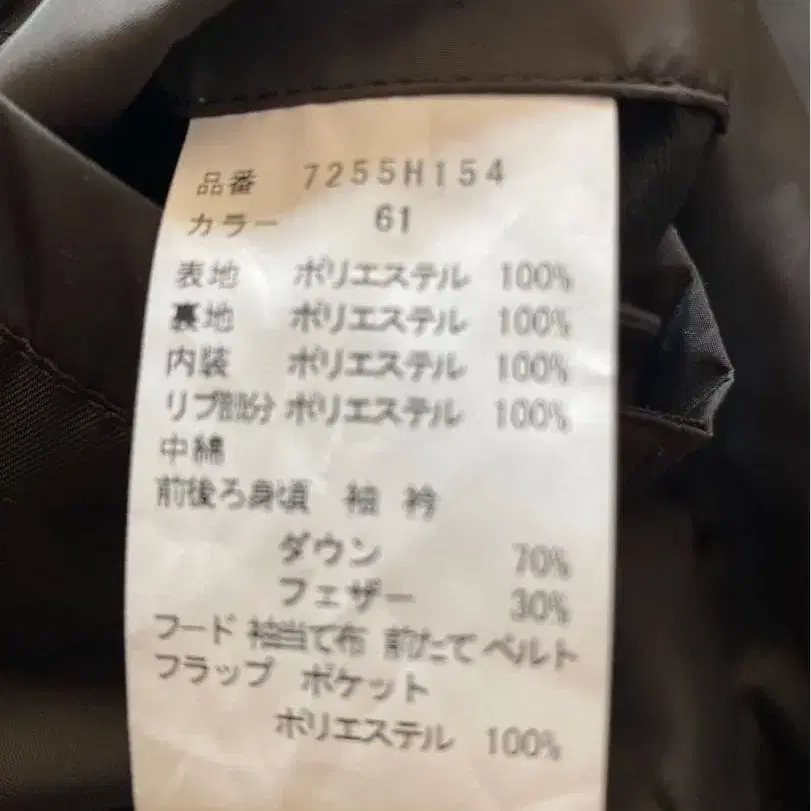 品番 7255H154
カラー 61
表地 ポリエステル 100%
裏地 ポリエステル 100%
内装 ポリエステル 100%
リブ部分 ポリエステル 100%
中綿
前後ろ身頃 袖 衿
ダウン 70%
フェザー 30%
フード 袖当て布 前たて ベルト
フラップ ポケット
ポリエステル 100%